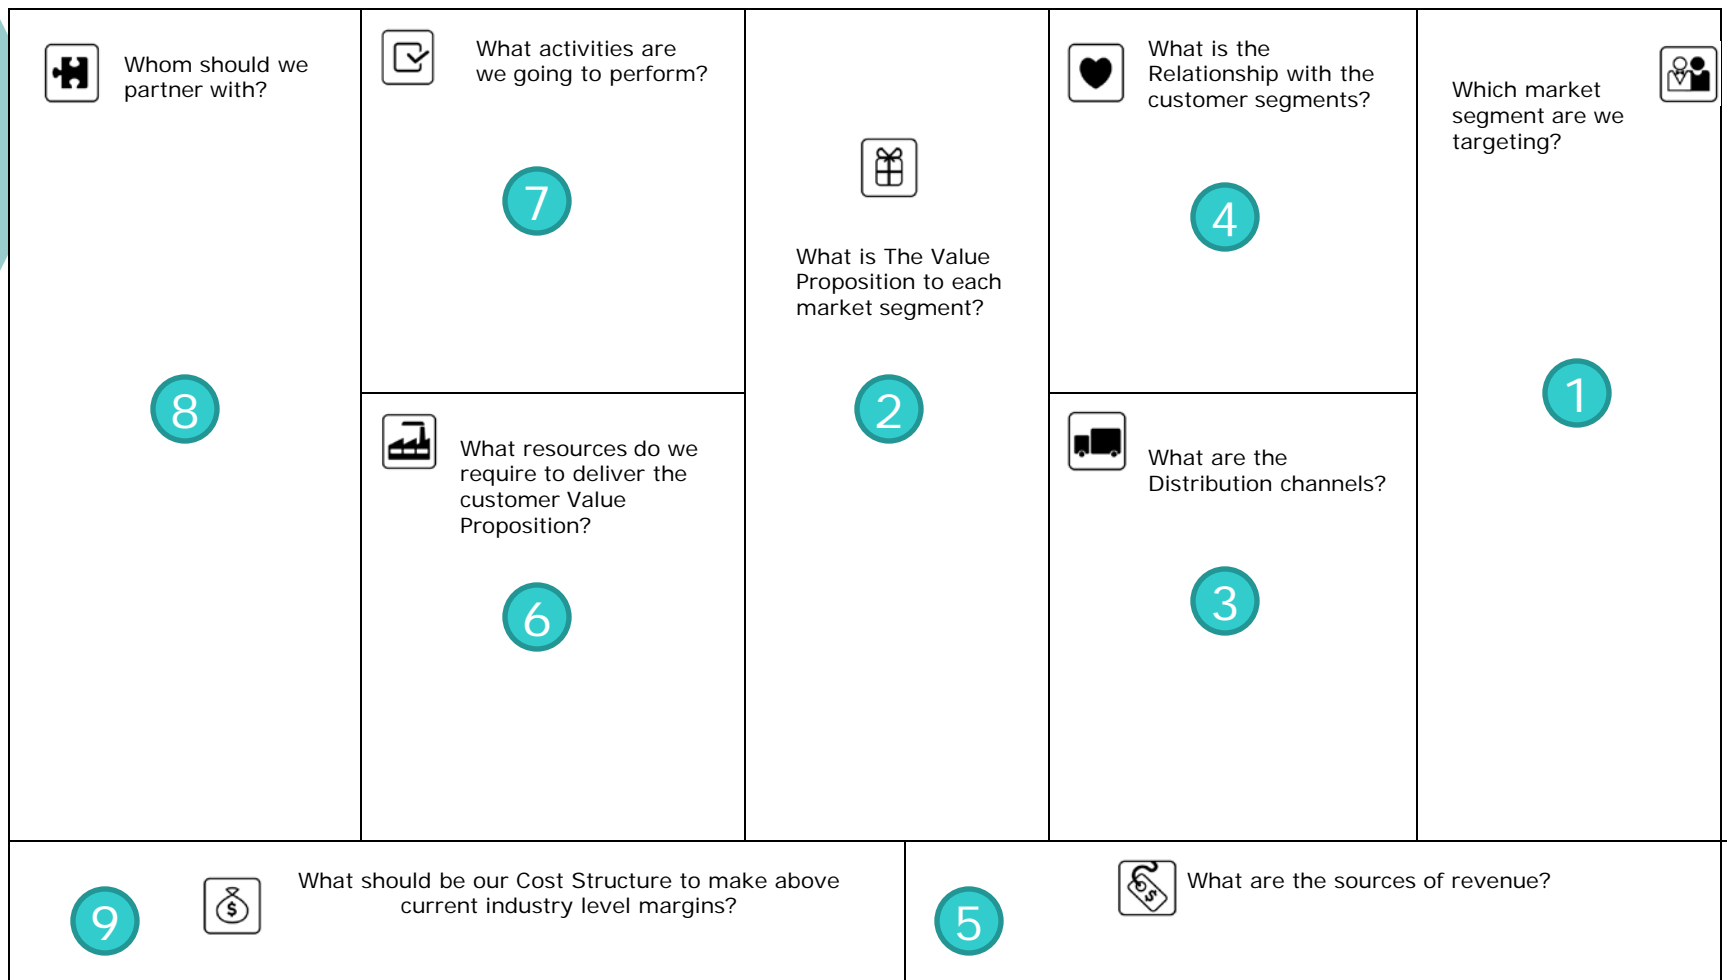 Whom should we
partner with?
8
What activities are
we going to perform?
7
What resources do we
require to deliver the
customer Value
Proposition?
6
What is The Value
Proposition to each
market segment?
2
What is the
Relationship with the
customer segments?
4
What are the
Distribution channels?
3
Which market
segment are we
targeting?
1
9
$
What should be our Cost Structure to make above
current industry level margins?
5
$
What are the sources of revenue?